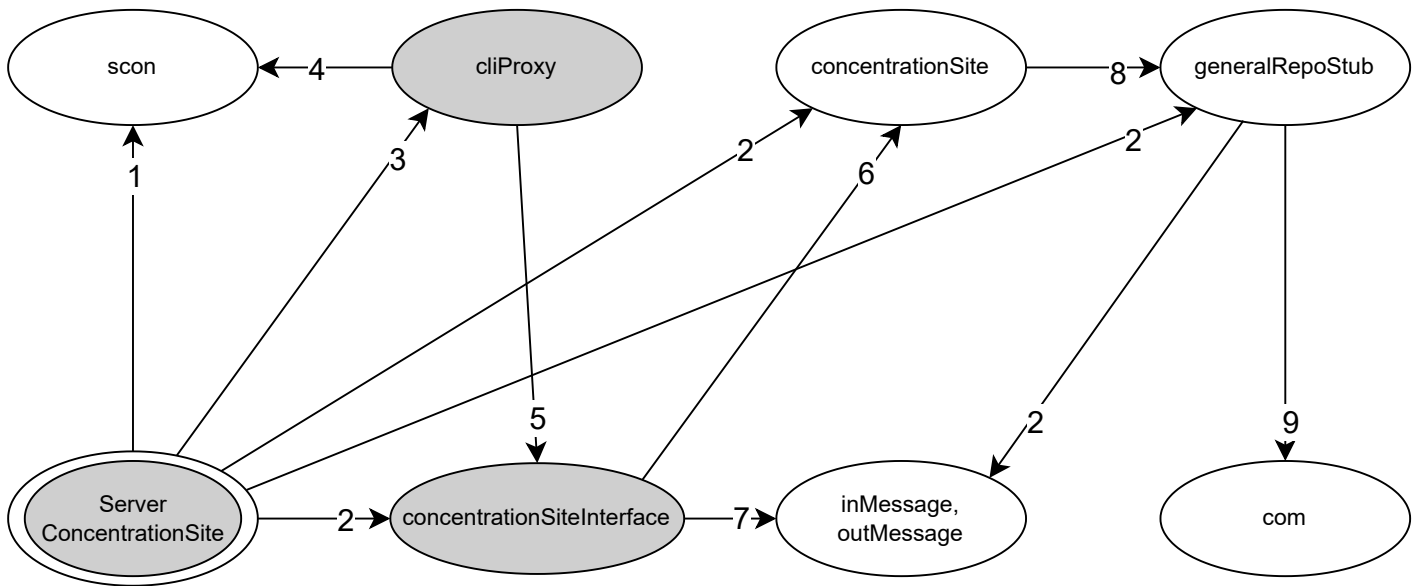 scon
4
cliProxy
concentrationSite
8
generalRepoStub
1
3
2
2
6
5
2
9
Server
ConcentrationSite
2
concentrationSiteInterface
7
inMessage,
outMessage
com